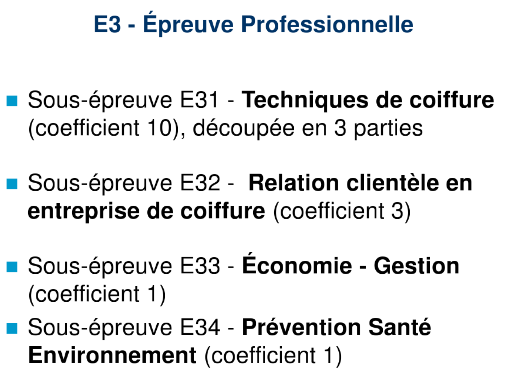 E3 - Épreuve Professionnelle
Sous-épreuve E31 - Techniques de coiffure
(coefficient 10), découpée en 3 parties
Sous-épreuve E32 - Relation clientèle en
entreprise de coiffure (coefficient 3)
Sous-épreuve E33 - Économie - Gestion
(coefficient 1)
Sous-épreuve E34 - Prévention Santé
Environnement (coefficient 1)